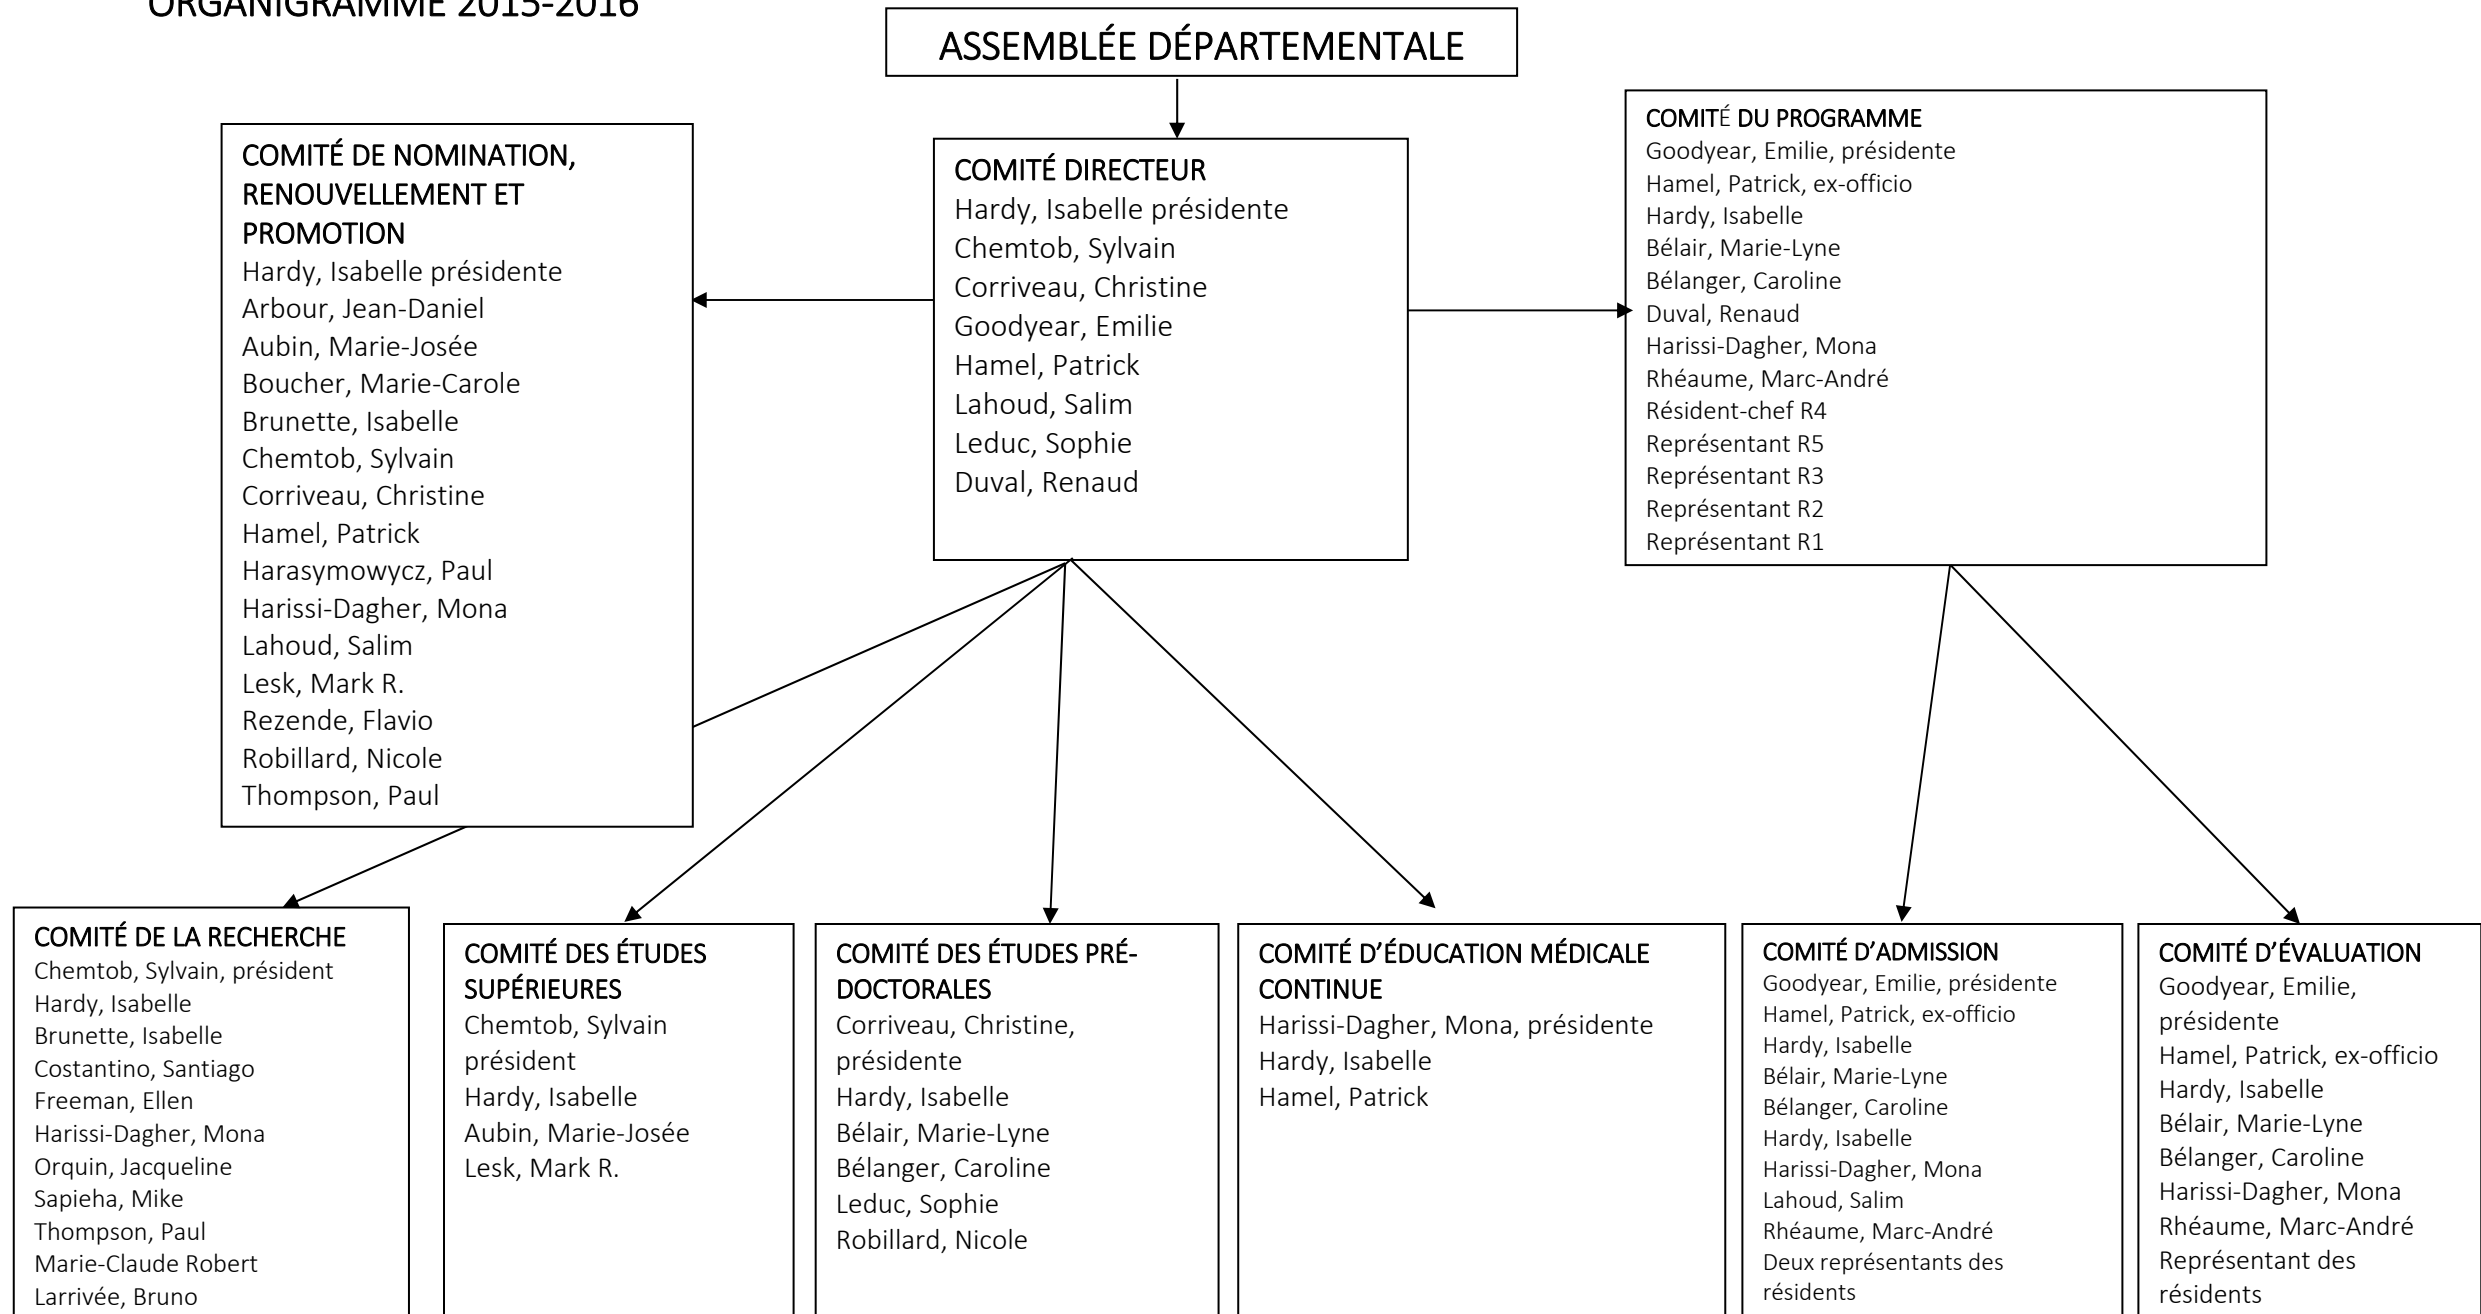 ORGANIGRAMME 2015-2016
ASSEMBLÉE DÉPARTEMENTALE
COMITÉ DE NOMINATION,
RENOUVELLEMENT ET
PROMOTION
Hardy, Isabelle présidente
Arbour, Jean-Daniel
Aubin, Marie-Josée
Boucher, Marie-Carole
Brunette, Isabelle
Chemtob, Sylvain
Corriveau, Christine
Hamel, Patrick
Harasymowycz, Paul
Harissi-Dagher, Mona
Lahoud, Salim
Lesk, Mark R.
Rezende, Flavio
Robillard, Nicole
Thompson, Paul
COMITÉ DIRECTEUR
Hardy, Isabelle présidente
Chemtob, Sylvain
Corriveau, Christine
Goodyear, Emilie
Hamel, Patrick
Lahoud, Salim
Leduc, Sophie
Duval, Renaud
COMITÉ DU PROGRAMME
Goodyear, Emilie, présidente
Hamel, Patrick, ex-officio
Hardy, Isabelle
Bélair, Marie-Lyne
Bélanger, Caroline
Duval, Renaud
Harissi-Dagher, Mona
Rhéaume, Marc-André
Résident-chef R4
Représentant R5
Représentant R3
Représentant R2
Représentant R1
COMITÉ DE LA RECHERCHE
Chemtob, Sylvain, président
Hardy, Isabelle
Brunette, Isabelle
Costantino, Santiago
Freeman, Ellen
Harissi-Dagher, Mona
Orquin, Jacqueline
Sapieha, Mike
Thompson, Paul
Marie-Claude Robert
Larrivée, Bruno
COMITÉ DES ÉTUDES
SUPÉRIEURES
Chemtob, Sylvain
président
Hardy, Isabelle
Aubin, Marie-Josée
Lesk, Mark R.
COMITÉ DES ÉTUDES PRÉ-
DOCTORALES
Corriveau, Christine,
présidente
Hardy, Isabelle
Bélair, Marie-Lyne
Bélanger, Caroline
Leduc, Sophie
Robillard, Nicole
COMITÉ D’ÉDUCATION MÉDICALE
CONTINUE
Harissi-Dagher, Mona, présidente
Hardy, Isabelle
Hamel, Patrick
COMITÉ D’ADMISSION
Goodyear, Emilie, présidente
Hamel, Patrick, ex-officio
Hardy, Isabelle
Bélair, Marie-Lyne
Bélanger, Caroline
Hardy, Isabelle
Harissi-Dagher, Mona
Lahoud, Salim
Rhéaume, Marc-André
Deux représentants des
résidents
COMITÉ D’ÉVALUATION
Goodyear, Emilie,
présidente
Hamel, Patrick, ex-officio
Hardy, Isabelle
Bélair, Marie-Lyne
Bélanger, Caroline
Harissi-Dagher, Mona
Rhéaume, Marc-André
Représentant des
résidents